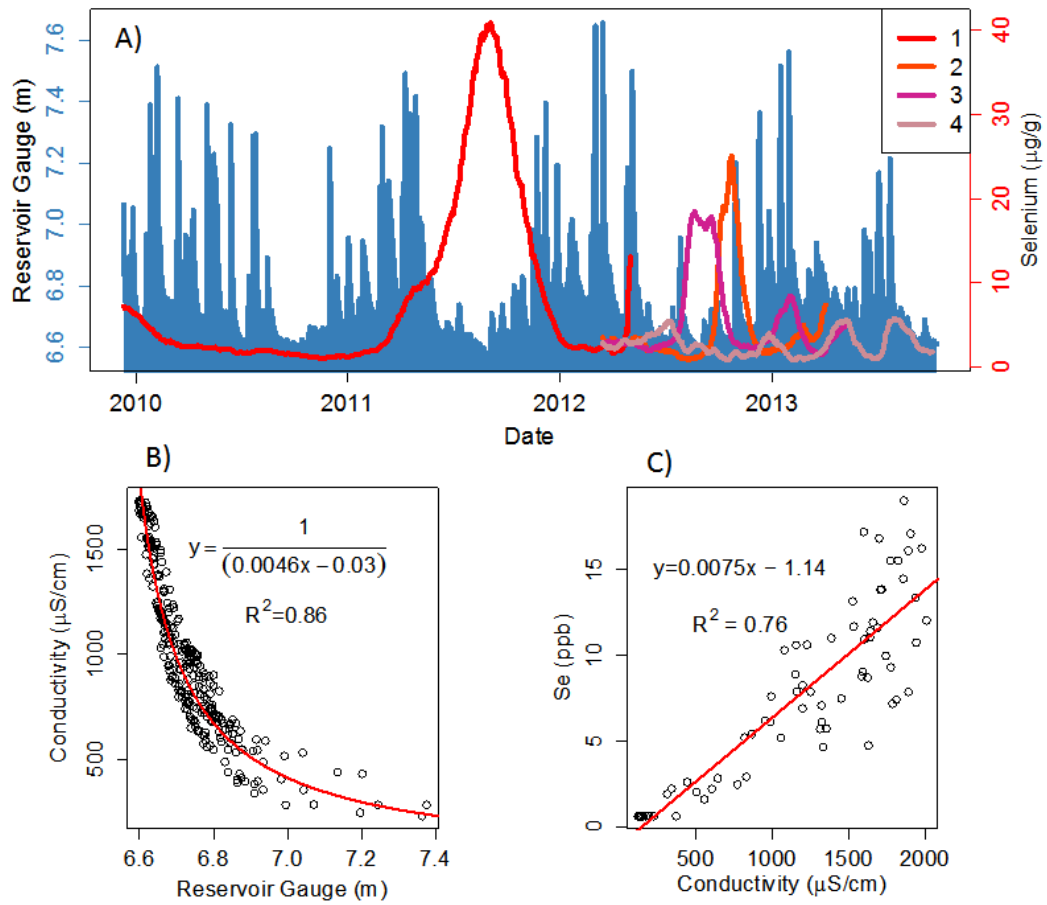 A)
Reservoir Gauge (m)
7.6
7.4
7.2
7.0
6.8
6.6
1
2
3
4
40
30
20
10
0
Selenium (µg/g)
2010 2011 2012 2013
Date
B)
Conductivity (µS/cm)
1500
1000
500
y = 1
(0.0046x − 0.03)
R²=0.86
6.6 6.8 7.0 7.2 7.4
Reservoir Gauge (m)
C)
Se (ppb)
15
10
5
0
y=0.0075x − 1.14
R² = 0.76
500 1000 1500 2000
Conductivity (µS/cm)